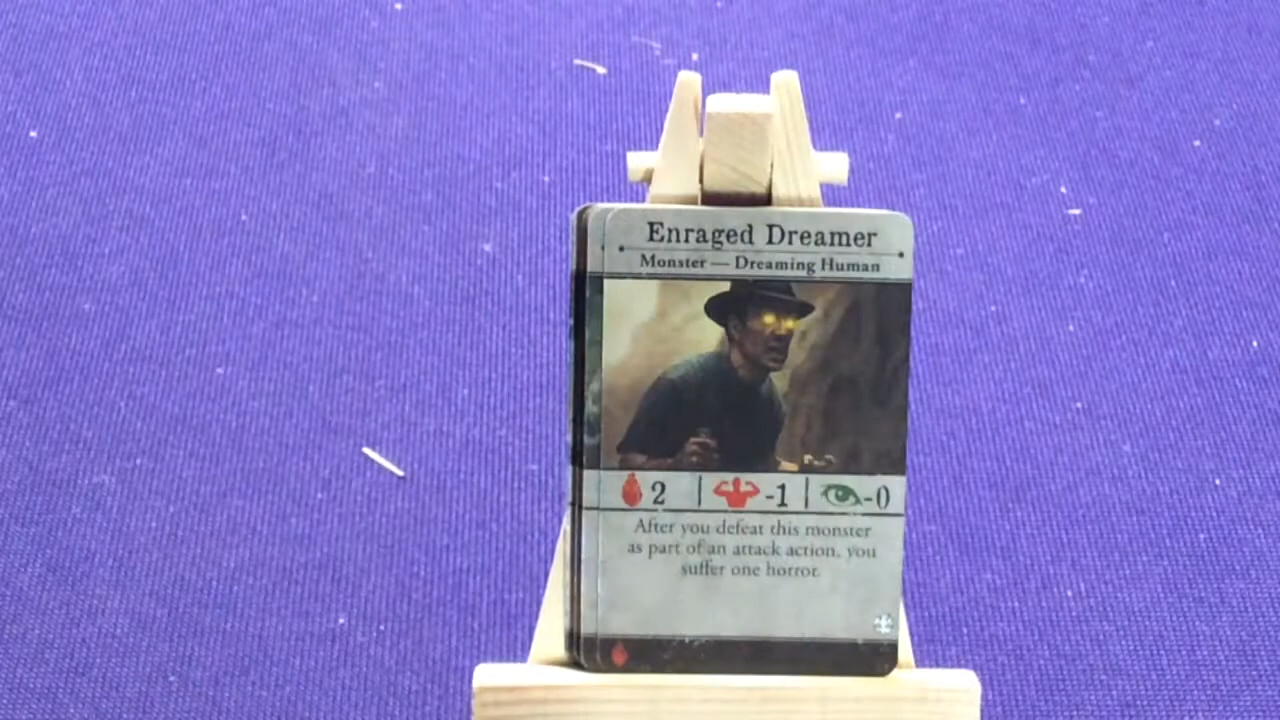 Enraged Dreamer
Monster — Dreaming Human
2 | -1 | -0
After you defeat this monster
as part of an attack action, you
suffer one horror.